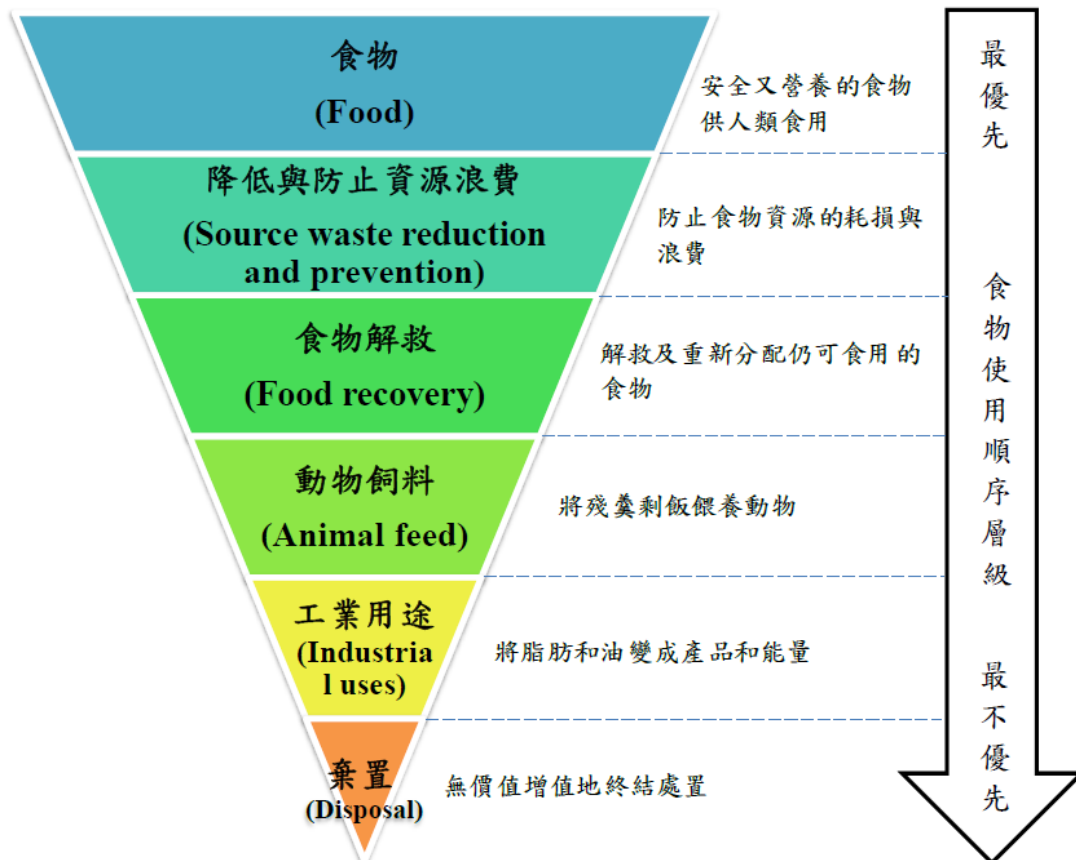 食物
(Food)
安全又營養的食物
供人類食用
降低與防止資源浪費
(Source waste reduction
and prevention)
防止食物資源的耗損與
浪費
食物解救
(Food recovery)
解救及重新分配仍可食用的
食物
動物飼料
(Animal feed)
將殘羹剩飯餵養動物
工業用途
(Industria
l uses)
將脂肪和油變成產品和能量
棄置
(Disposal)
無價值增值地終結處置
最優先
食物使用順序層級
最不優先